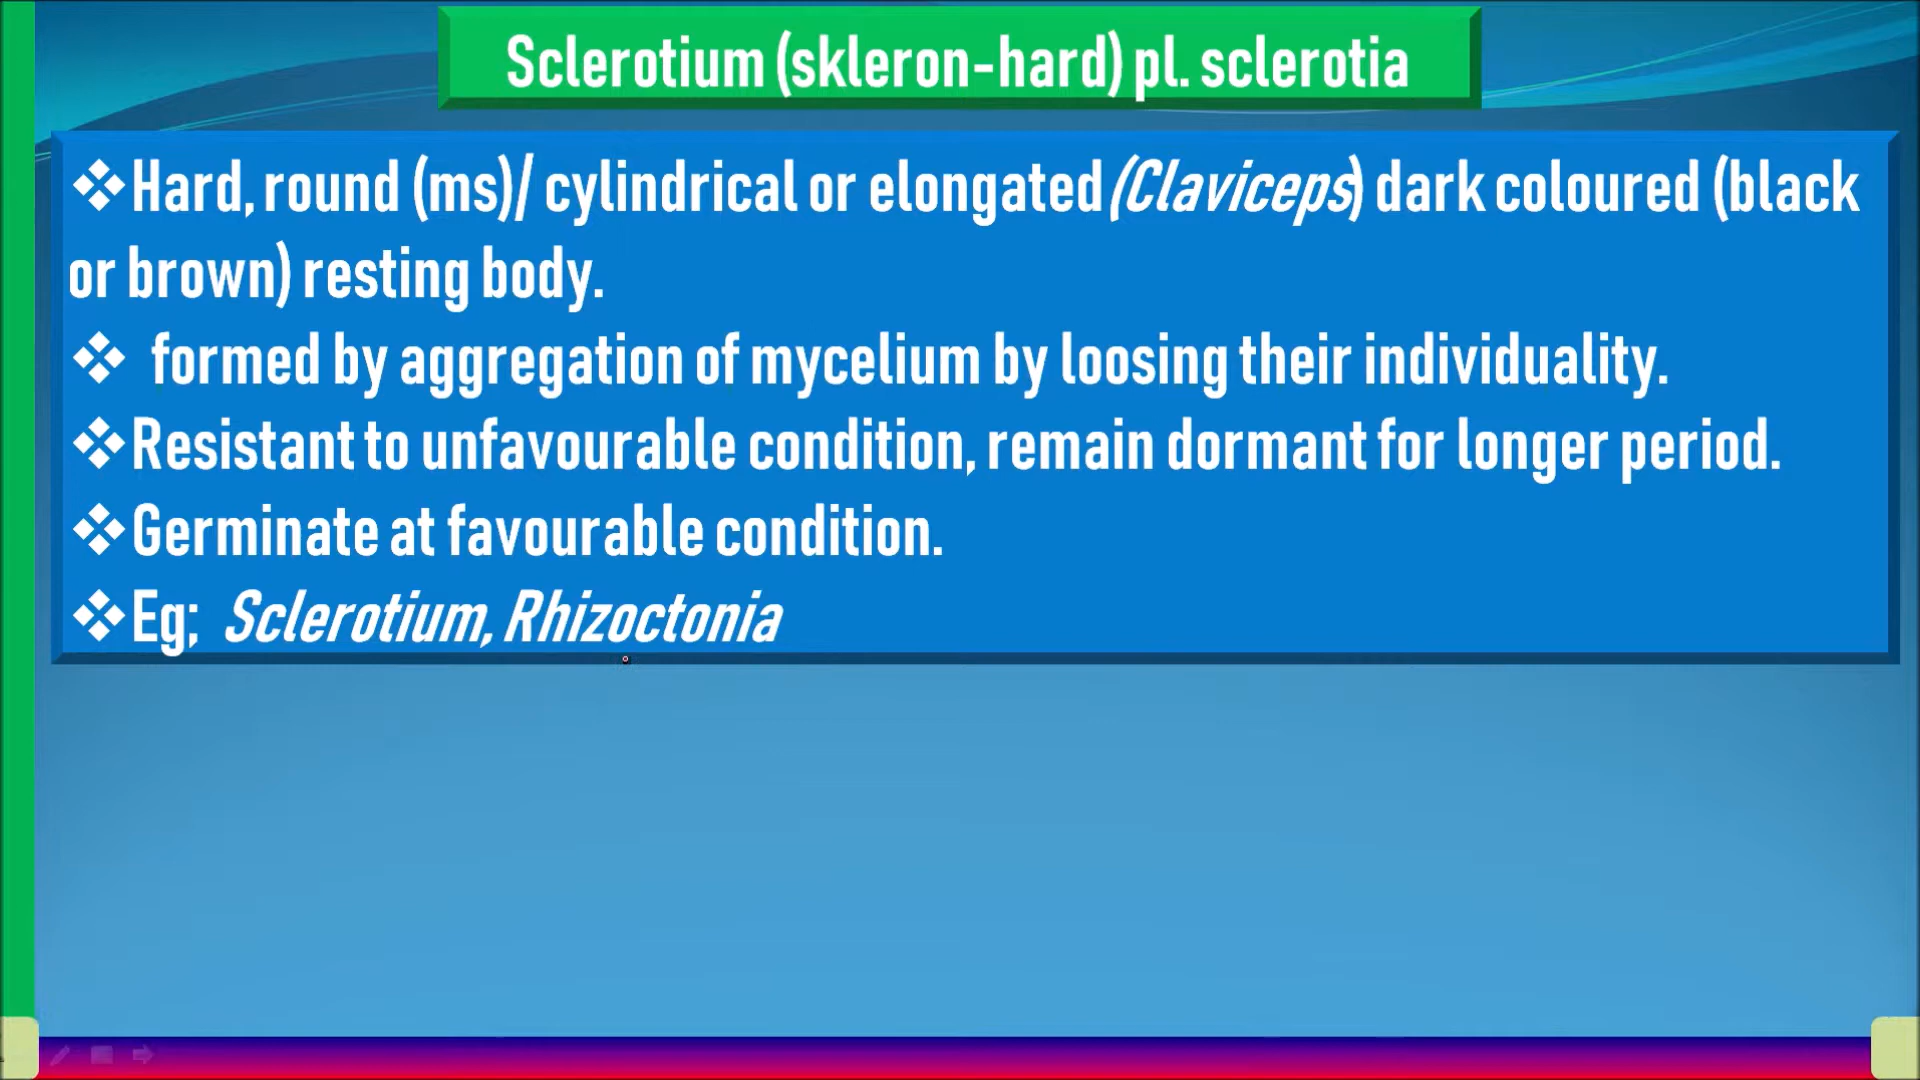 Sclerotium (skleron-hard) pl. sclerotia
❖Hard, round (ms)/ cylindrical or elongated (Claviceps) dark coloured (black
or brown) resting body.
❖ formed by aggregation of mycelium by loosing their individuality.
❖Resistant to unfavourable condition, remain dormant for longer period.
❖Germinate at favourable condition.
❖Eg; Sclerotium, Rhizoctonia